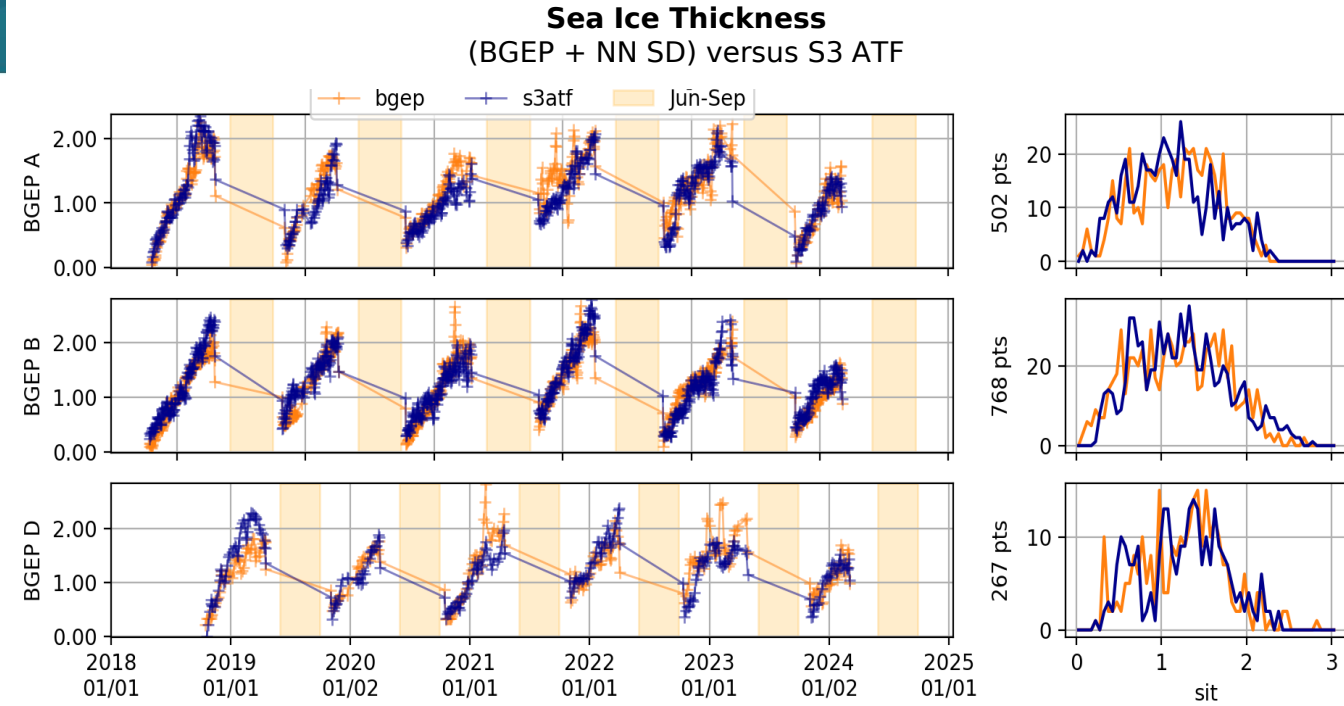 Sea Ice Thickness
(BGEP + NN SD) versus S3 ATF
bgep s3atf Jun-Sep
BGEP A
2.00
1.00
0.00
502 pts
20
10
0
BGEP B
2.00
1.00
0.00
768 pts
20
0
BGEP D
2.00
1.00
0.00
267 pts
10
0
2018 2019 2020 2021 2022 2023 2024 2025
01/01 01/01 01/02 01/01 01/01 01/01 01/02 01/01
0 1 2 3
sit